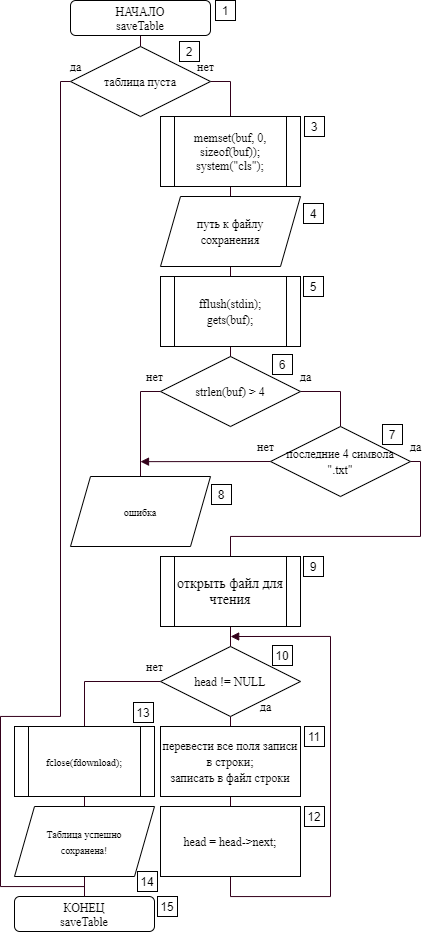 НАЧАЛО
saveTable
1
2
да
нет
таблица пуста
3
memset(buf, 0,
sizeof(buf));
system("cls");
4
путь к файлу
сохранения
5
fflush(stdin);
gets(buf);
6
нет
да
strlen(buf) > 4
7
нет
да
последние 4 символа
".txt"
8
ошибка
9
открыть файл для
чтения
10
нет
head != NULL
да
13
11
fclose(fdownload);
перевести все поля записи
в строки;
записать в файл строки
12
Таблица успешно
сохранена!
head = head->next;
14
15
КОНЕЦ
saveTable